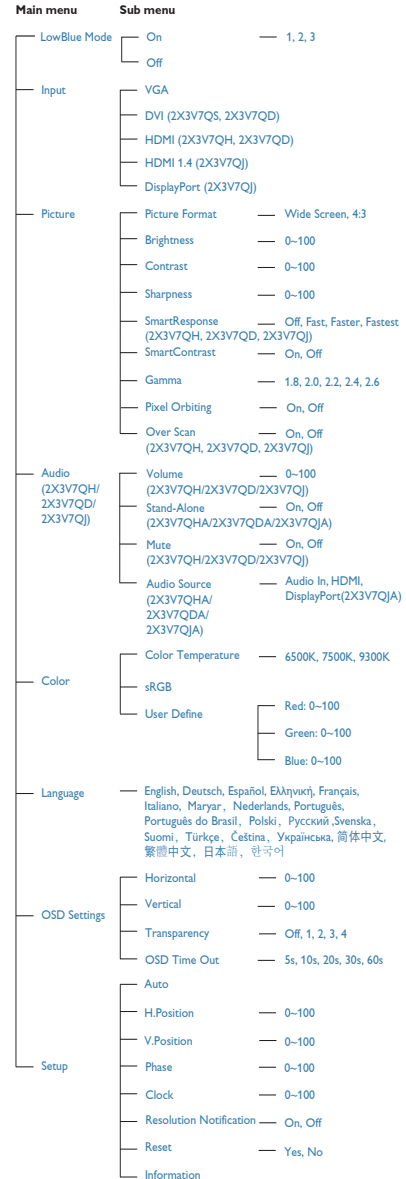 Main menu Sub menu
LowBlue Mode On 1, 2, 3
Off
Input VGA
DVI (2X3V7QS, 2X3V7QD)
HDMI (2X3V7QH, 2X3V7QD)
HDMI 1.4 (2X3V7QJ)
DisplayPort (2X3V7QJ)
Picture Picture Format Wide Screen, 4:3
Brightness 0~100
Contrast 0~100
Sharpness 0~100
SmartResponse Off, Fast, Faster, Fastest
(2X3V7QH, 2X3V7QD, 2X3V7QJ)
SmartContrast On, Off
Gamma 1.8, 2.0, 2.2, 2.4, 2.6
Pixel Orbiting On, Off
Over Scan On, Off
(2X3V7QH, 2X3V7QD, 2X3V7QJ)
Audio
(2X3V7QH/
2X3V7QD/
2X3V7QJ)
Volume 0~100
(2X3V7QH/2X3V7QD/2X3V7QJ)
Stand-Alone On, Off
(2X3V7QHA/2X3V7QDA/2X3V7QJA)
Mute On, Off
(2X3V7QH/2X3V7QD/2X3V7QJ)
Audio Source Audio In, HDMI,
(2X3V7QHA/ DisplayPort(2X3V7QJA)
2X3V7QDA/
2X3V7QJA)
Color Color Temperature 6500K, 7500K, 9300K
sRGB
User Define Red: 0~100
Green: 0~100
Blue: 0~100
Language English, Deutsch, Español, Ελληνική, Français,
Italiano, Maryar, Nederlands, Português,
Português do Brasil, Polski, Русский ,Svenska,
Suomi, Türkçe, Čeština, Українська, 简体中文,
繁體中文, 日本語, 한국어
OSD Settings Horizontal 0~100
Vertical 0~100
Transparency Off, 1, 2, 3, 4
OSD Time Out 5s, 10s, 20s, 30s, 60s
Setup Auto
H.Position 0~100
V.Position 0~100
Phase 0~100
Clock 0~100
Resolution Notification On, Off
Reset Yes, No
Information